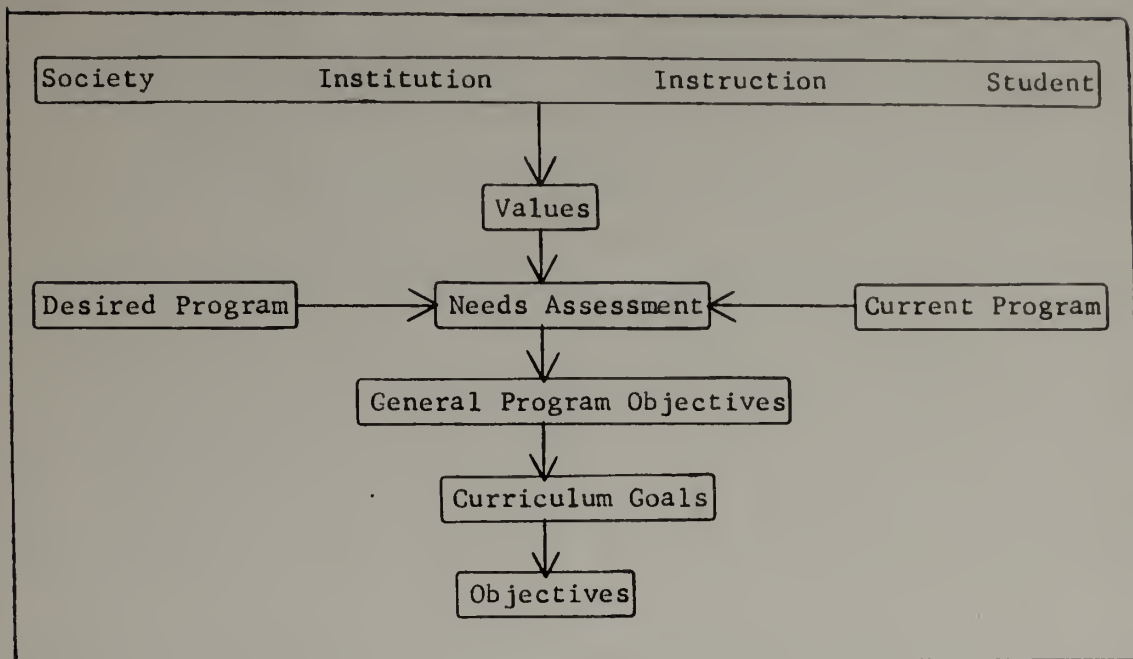 Society Institution Instruction Student
Values
Desired Program Needs Assessment Current Program
General Program Objectives
Curriculum Goals
Objectives